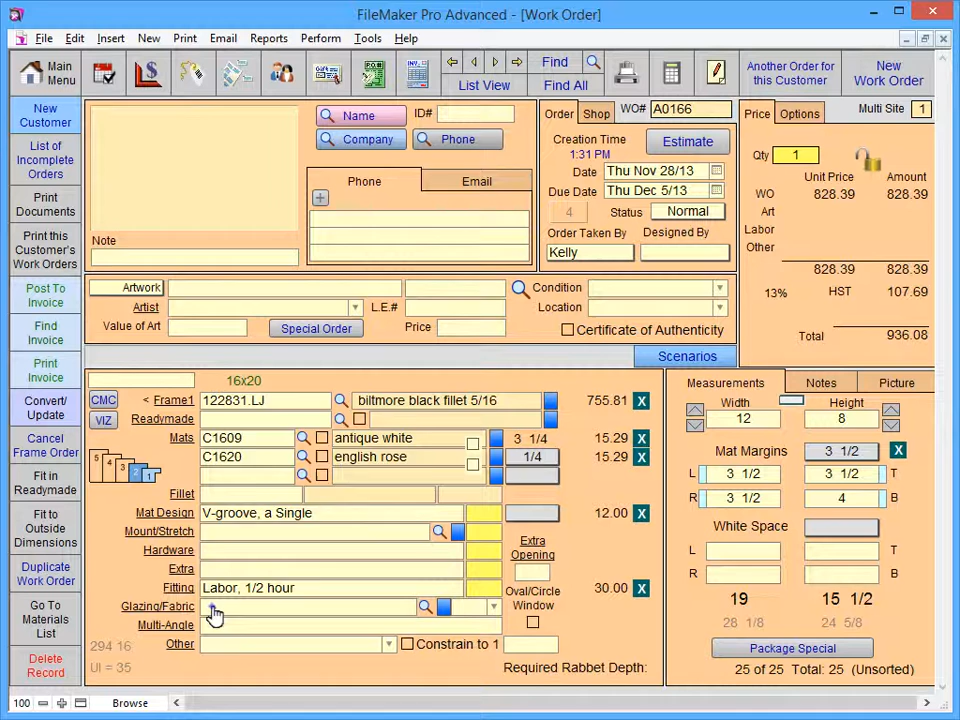 FileMaker Pro Advanced - [Work Order]
File Edit Insert New Print Email Reports Perform Tools Help
Main Menu
Find
List View Find All
Another Order for this Customer
New Work Order
New Customer
List of Incomplete Orders
Print Documents
Print this Customer's Work Orders
Post To Invoice
Find Invoice
Print Invoice
Convert/ Update
Cancel Frame Order
Fit in Readymade
Fit to Outside Dimensions
Duplicate Work Order
Go To Materials List
Delete Record
Name ID#
Company Phone
Phone Email
Note
Order Shop WO# A0166
Creation Time
1:31 PM
Estimate
Date Thu Nov 28/13
Due Date Thu Dec 5/13
4 Status Normal
Order Taken By Designed By
Kelly
Price Options Multi Site 1
Qty 1
Unit Price Amount
WO 828.39 828.39
Art
Labor
Other
828.39 828.39
13% HST 107.69
Total 936.08
Artwork Condition
Artist L.E.# Location
Value of Art Special Order Price Certificate of Authenticity
Scenarios
16x20
CMC < Frame1 122831.LJ biltmore black fillet 5/16 755.81 X
VIZ Readymade
Mats C1609 antique white 3 1/4 15.29 X
C1620 english rose 1/4 15.29 X
5 4 3 2 1
Fillet
Mat Design V-groove, a Single 12.00 X
Mount/Stretch
Hardware
Extra Opening
Extra
Fitting Labor, 1/2 hour 30.00 X
Glazing/Fabric
Oval/Circle Window
Multi-Angle
294 16 Other Constrain to 1
UI = 35 Required Rabbet Depth:
Measurements Notes Picture
Width Height
12 8
Mat Margins 3 1/2 X
L 3 1/2 3 1/2 T
R 3 1/2 4 B
White Space
L T
R B
19 15 1/2
28 1/8 24 5/8
Package Special
25 of 25 Total: 25 (Unsorted)
100 Browse